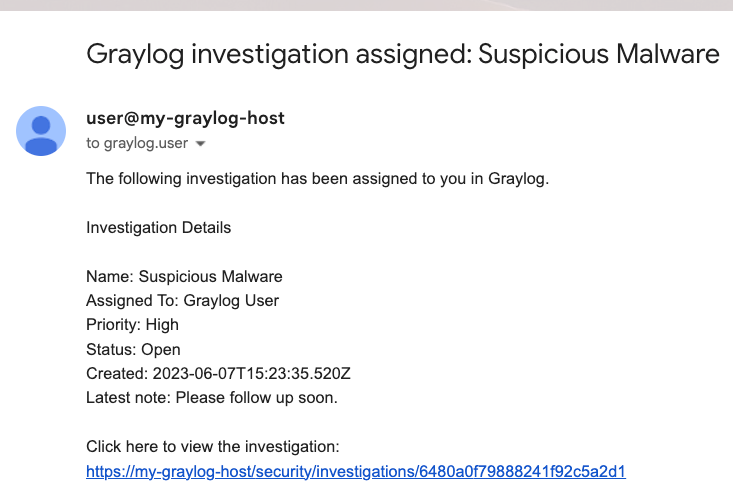 Graylog investigation assigned: Suspicious Malware
user@my-graylog-host
to graylog.user
The following investigation has been assigned to you in Graylog.
Investigation Details
Name: Suspicious Malware
Assigned To: Graylog User
Priority: High
Status: Open
Created: 2023-06-07T15:23:35.520Z
Latest note: Please follow up soon.
Click here to view the investigation:
https://my-graylog-host/security/investigations/6480a0f79888241f92c5a2d1